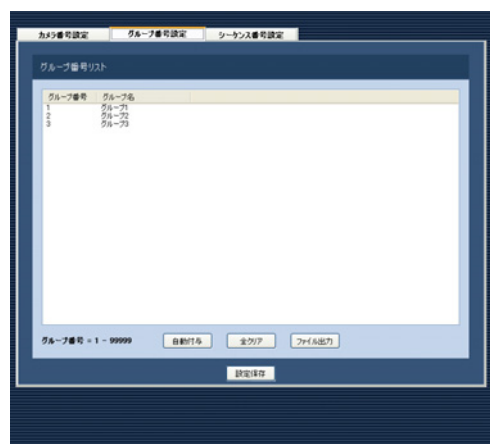 カメラ番号設定 グループ番号設定 シーケンス番号設定
グループ番号リスト
グループ番号 グループ名
1 グループ1
2 グループ2
3 グループ3
グループ番号 = 1 - 99999 自動付与 全クリア ファイル出力
設定保存